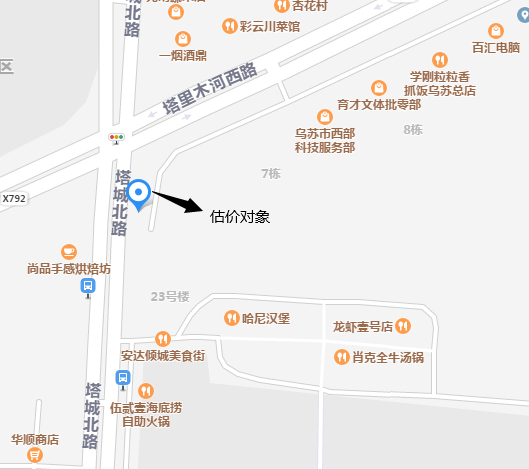 杏花村
塔城北路
彩云川菜馆
一烟酒鼎
百汇电脑
塔里木河西路
学刚粒粒香
抓饭乌苏总店
育才文体批零部
乌苏市西部
科技服务部
8栋
7栋
X792
塔城北路
估价对象
尚品手感烘焙坊
23号楼
哈尼汉堡
龙虾壹号店
安达倾城美食街
肖克全牛汤锅
塔城北路
伍贰壹海底捞
自助火锅
华顺商店